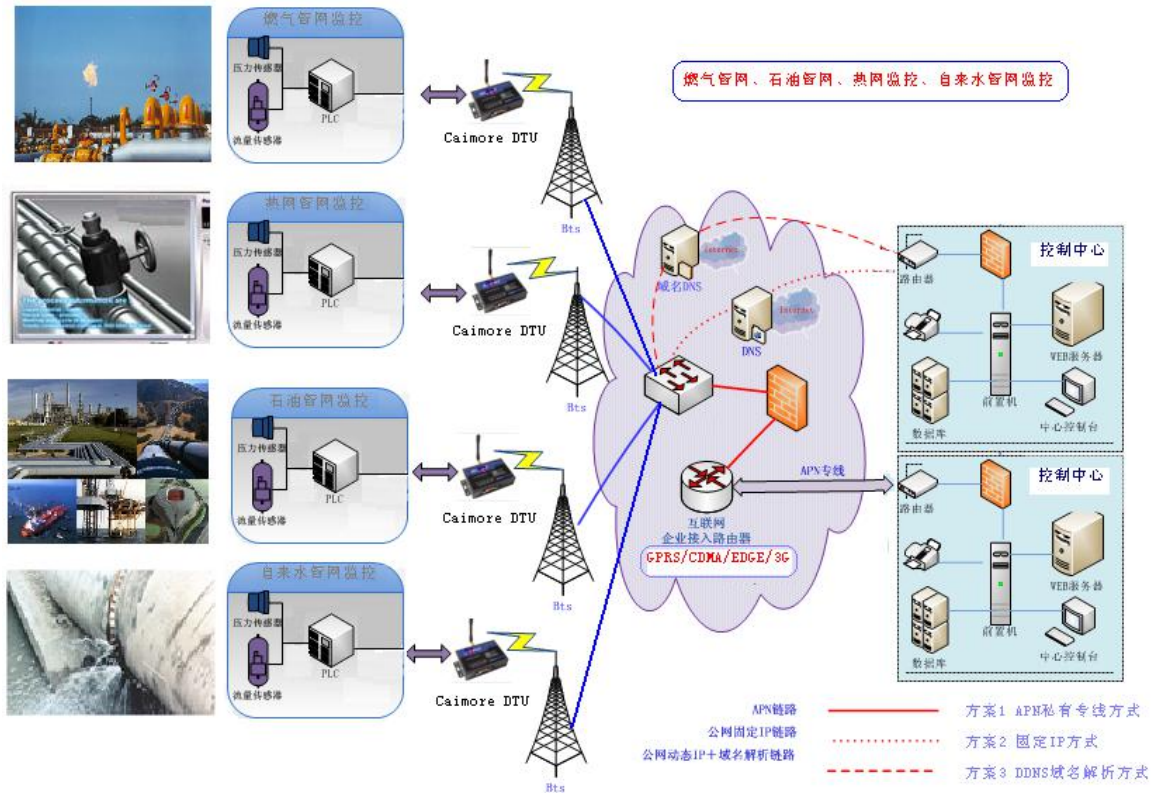 燃气管网监控
压力传感器
流量传感器
PLC
Caimore DTU
Bts
燃气管网、石油管网、热网监控、自来水管网监控
热网管网监控
压力传感器
流量传感器
PLC
Caimore DTU
Bts
石油管网监控
压力传感器
流量传感器
PLC
Caimore DTU
Bts
自来水管网监控
压力传感器
流量传感器
PLC
Caimore DTU
Bts
Internet
域名DNS
Internet
DNS
互联网
企业接入路由器
GPRS/CDMA/EDGE/3G
APN专线
控制中心
路由器
WEB服务器
前置机
数据库
中心控制台
控制中心
路由器
WEB服务器
前置机
数据库
中心控制台
APN链路
方案1 APN私有专线方式
公网固定IP链路
方案2 固定IP方式
公网动态IP+域名解析链路
方案3 DDNS域名解析方式